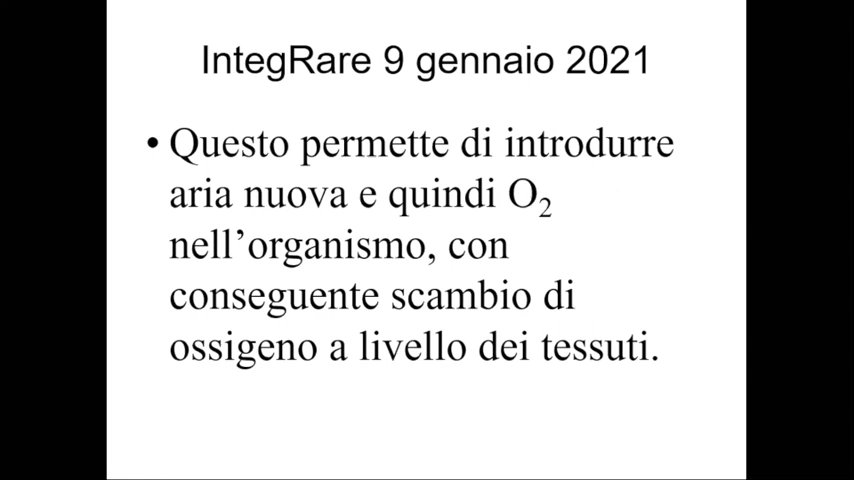 IntegRare 9 gennaio 2021
• Questo permette di introdurre
aria nuova e quindi O₂
nell’organismo, con
conseguente scambio di
ossigeno a livello dei tessuti.